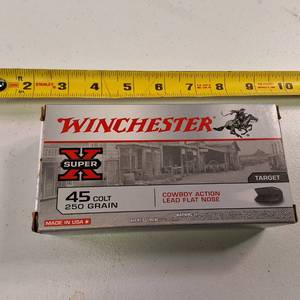 ft 2 3 4 5 6 7 8 9 10
WINCHESTER
X
SUPER
TARGET
45 COLT
250 GRAIN
COWBOY ACTION
LEAD FLAT NOSE
MADE IN USA